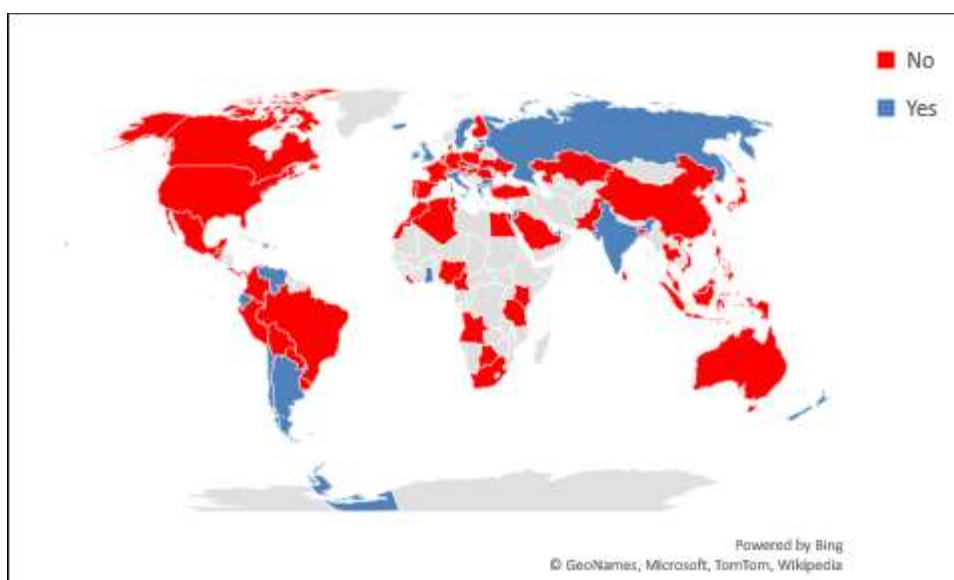 No
Yes
Powered by Bing
© GeoNames, Microsoft, TomTom, Wikipedia